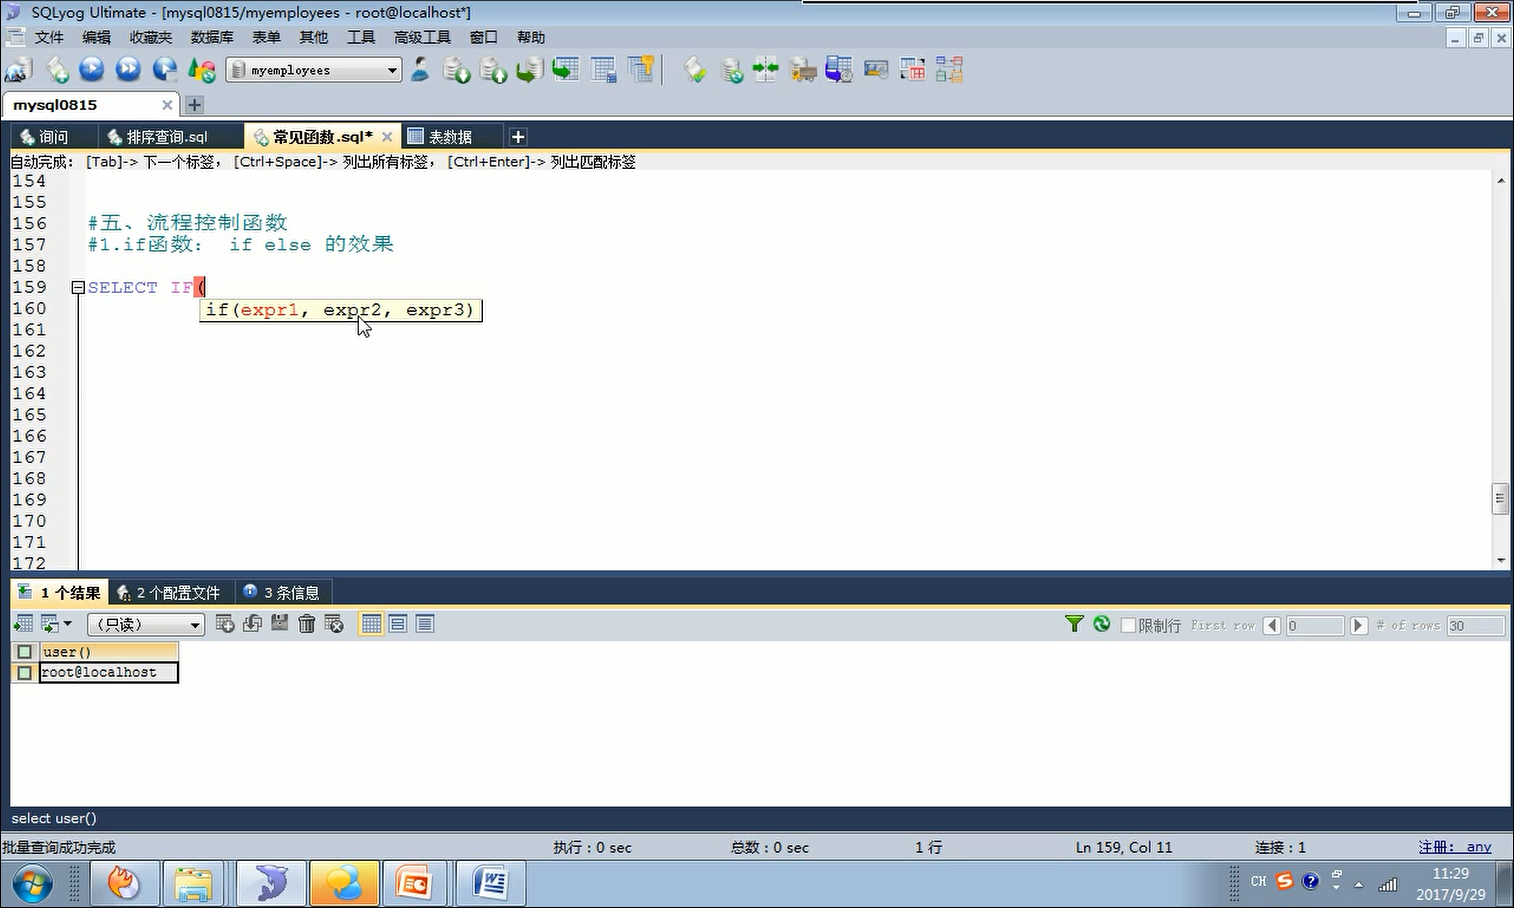 SQLyog Ultimate - [mysql0815/myemployees - root@localhost*]
文件 编辑 收藏夹 数据库 表单 其他 工具 高级工具 窗口 帮助
myemployees
mysql0815
询问 排序查询.sql 常见函数.sql* 表数据
自动完成: [Tab]-> 下一个标签, [Ctrl+Space]-> 列出所有标签, [Ctrl+Enter]-> 列出匹配标签
154
155
156 #五、流程控制函数
157 #1.if函数: if else 的效果
158
159 SELECT IF(
160 if(expr1, expr2, expr3)
161
162
163
164
165
166
167
168
169
170
171
172
1 个结果 2 个配置文件 3 条信息
(只读) 限制行 First row 0 # of rows 30
user()
root@localhost
select user()
批量查询成功完成 执行 : 0 sec 总数 : 0 sec 1 行 Ln 159, Col 11 连接 : 1 注册: any
CH 11:29
2017/9/29